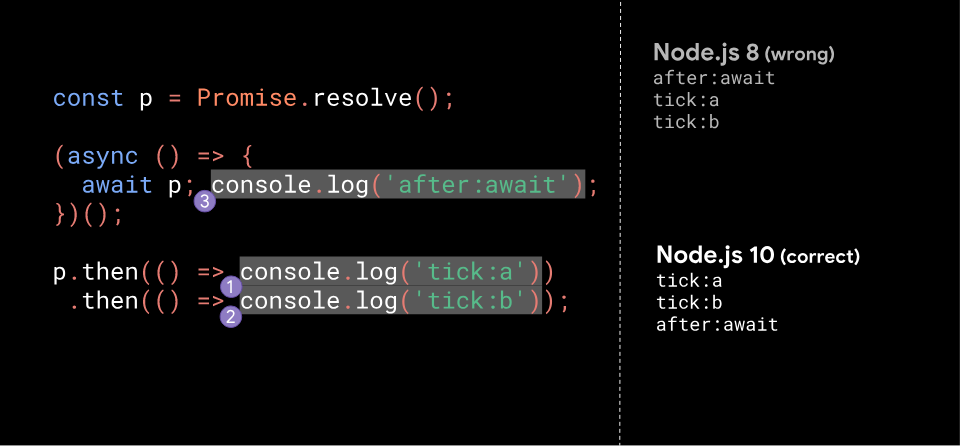 const p = Promise.resolve();
(async () => {
  await p; console.log('after:await');
3
})();
p.then(() => console.log('tick:a'))
1
 .then(() => console.log('tick:b'));
2
Node.js 8 (wrong)
after:await
tick:a
tick:b
Node.js 10 (correct)
tick:a
tick:b
after:await